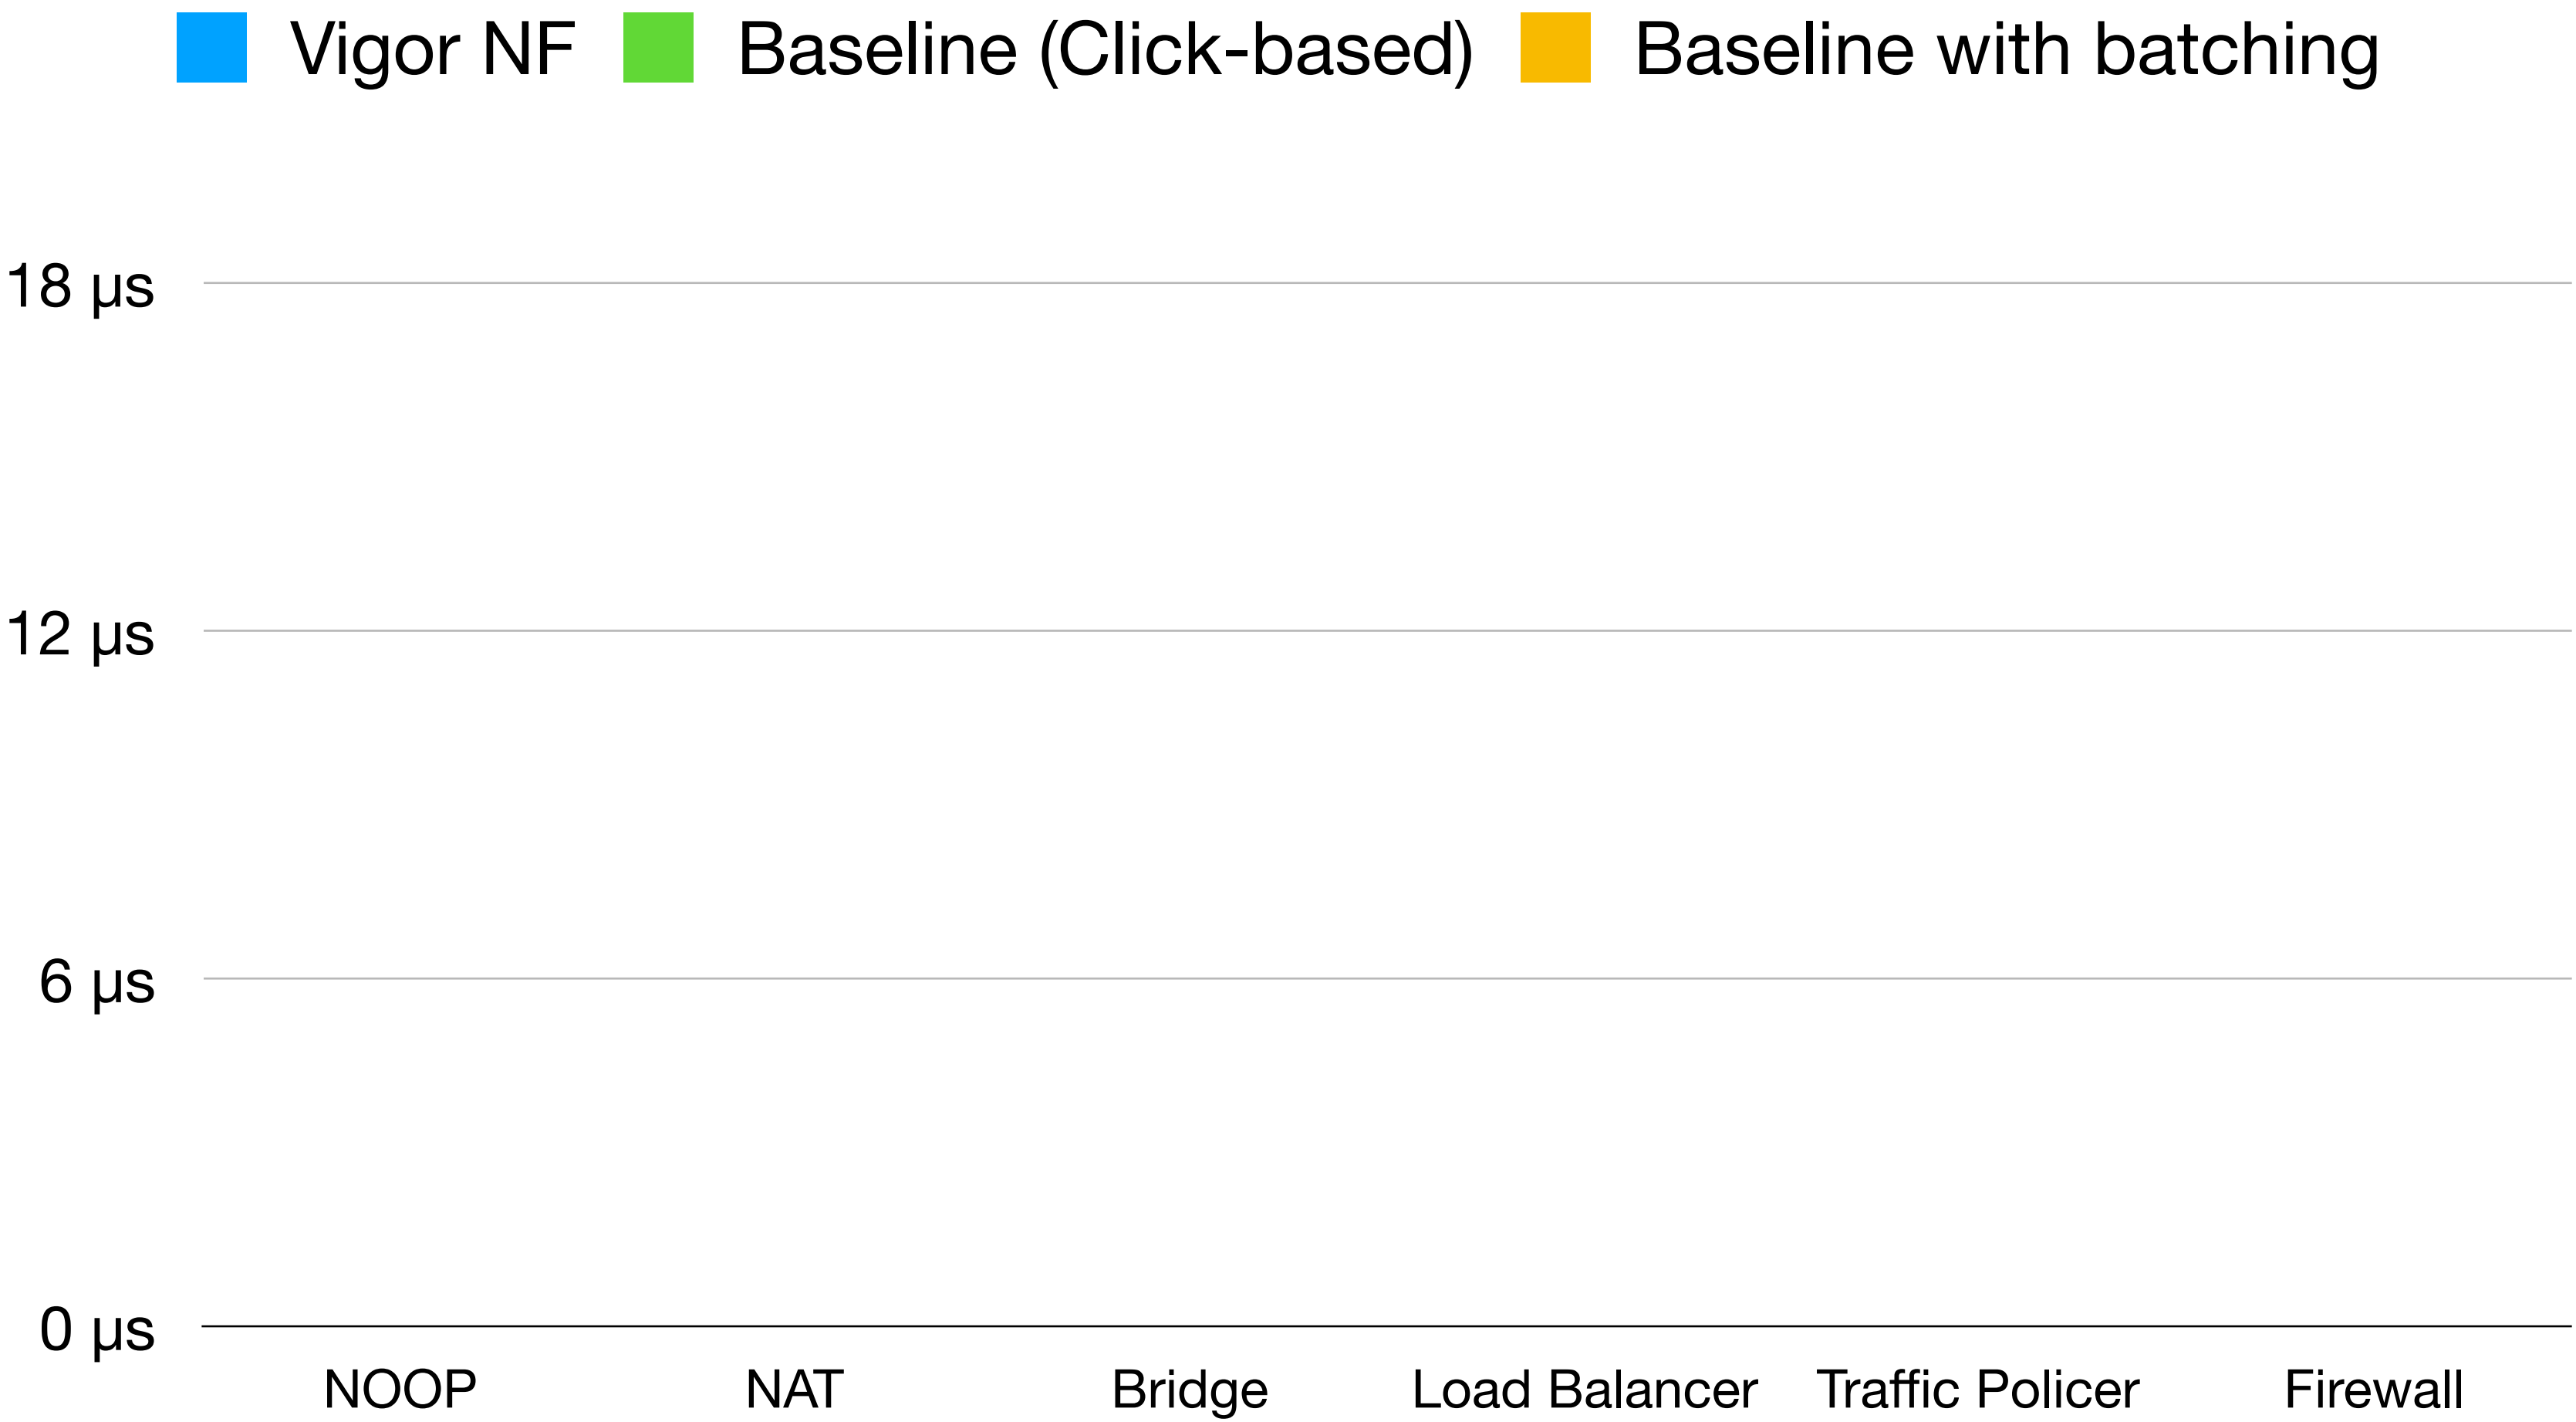 Vigor NF Baseline (Click-based) Baseline with batching
18 µs
12 µs
6 µs
0 µs
NOOP NAT Bridge Load Balancer Traffic Policer Firewall